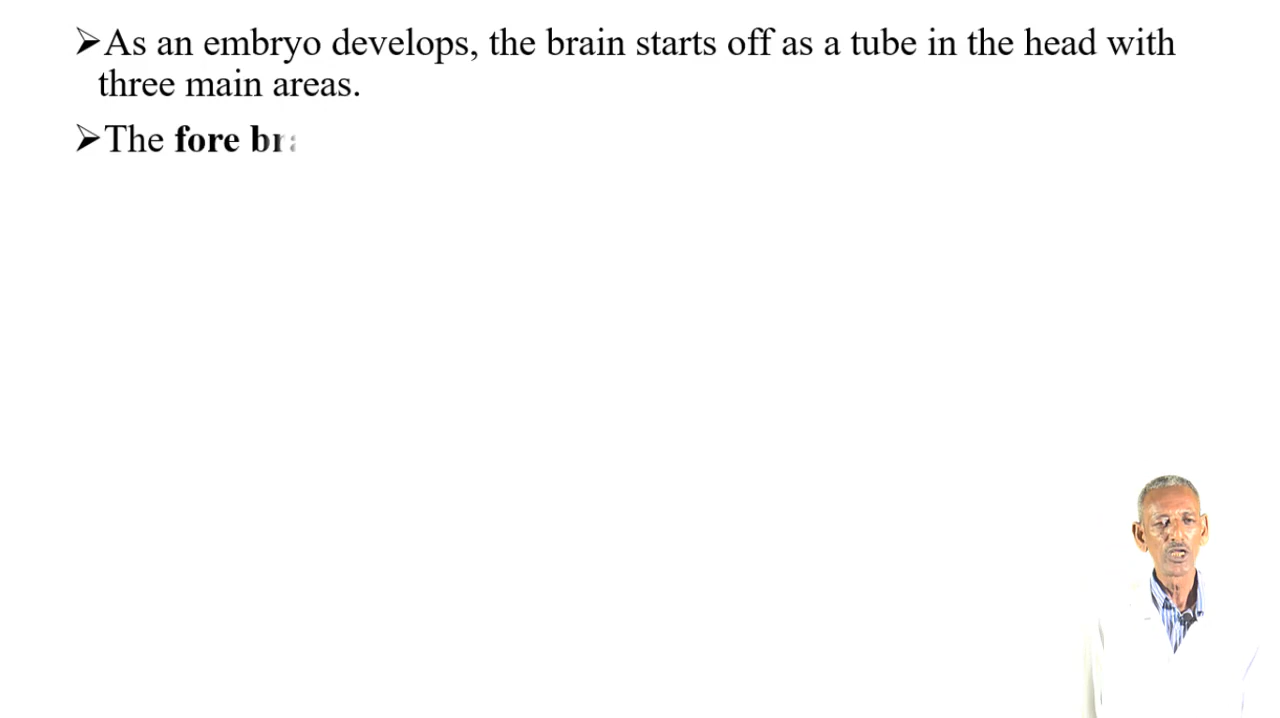 ➢As an embryo develops, the brain starts off as a tube in the head with
three main areas.
➢The fore bra